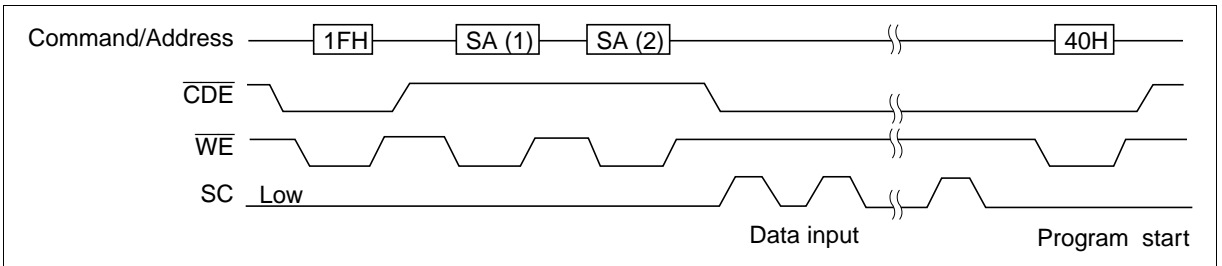 Command/Address 1FH SA (1) SA (2) 40H
CDE
WE
SC Low
Data input Program start